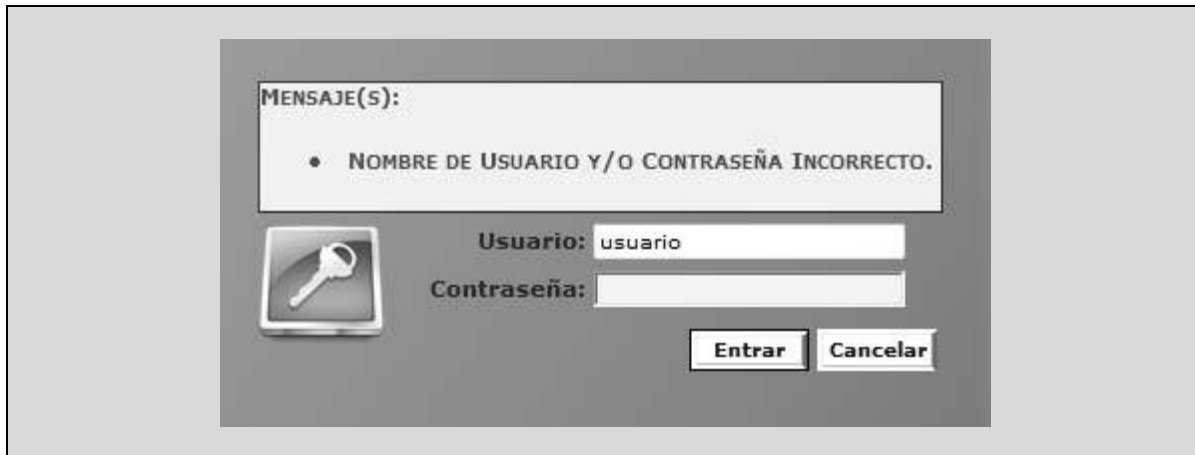 MENSAJE(S):
• NOMBRE DE USUARIO Y/O CONTRASEÑA INCORRECTO.
Usuario: usuario
Contraseña:
Entrar Cancelar